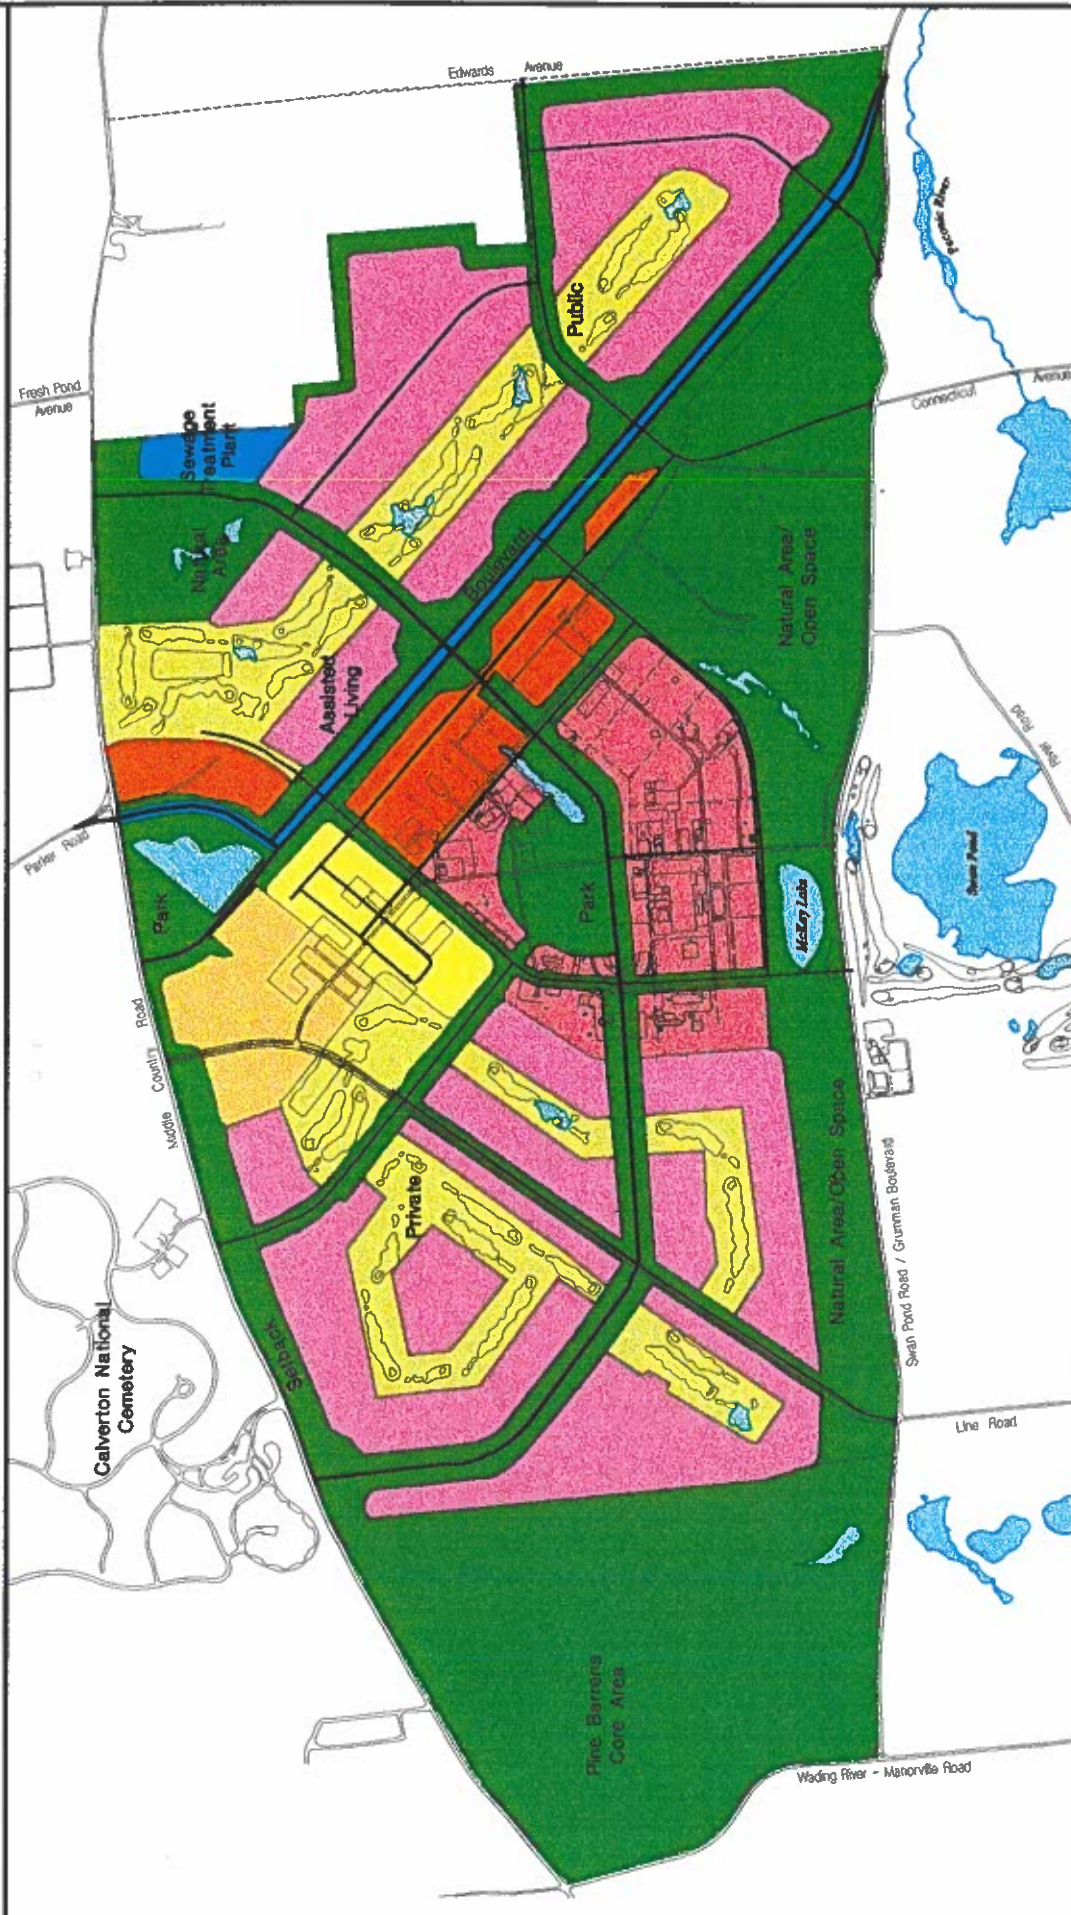 Edwards Avenue
Peconic River
Public
Fresh Pond
Avenue
Connecticut Avenue
Sewage
Treatment
Plant
Natural
Area
Boulevard
Natural Area/
Open Space
Assisted
Living
River Road
Parker Road
Park
Park
McKay Lake
Swan Pond
Middle Country Road
Private
Natural Area/Open Space
Swan Pond Road / Grumman Boulevard
Calverton National
Cemetery
Setback
Line Road
Pine Barrens
Core Area
Wading River - Manorville Road